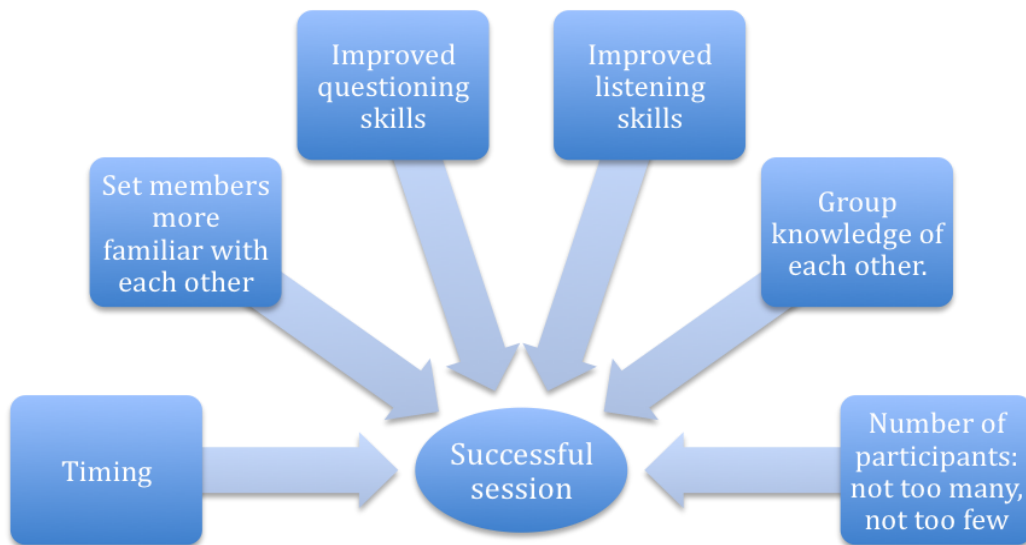 Improved
questioning
skills
Improved
listening
skills
Set members
more
familiar with
each other
Group
knowledge of
each other.
Timing
Successful
session
Number of
participants:
not too many,
not too few